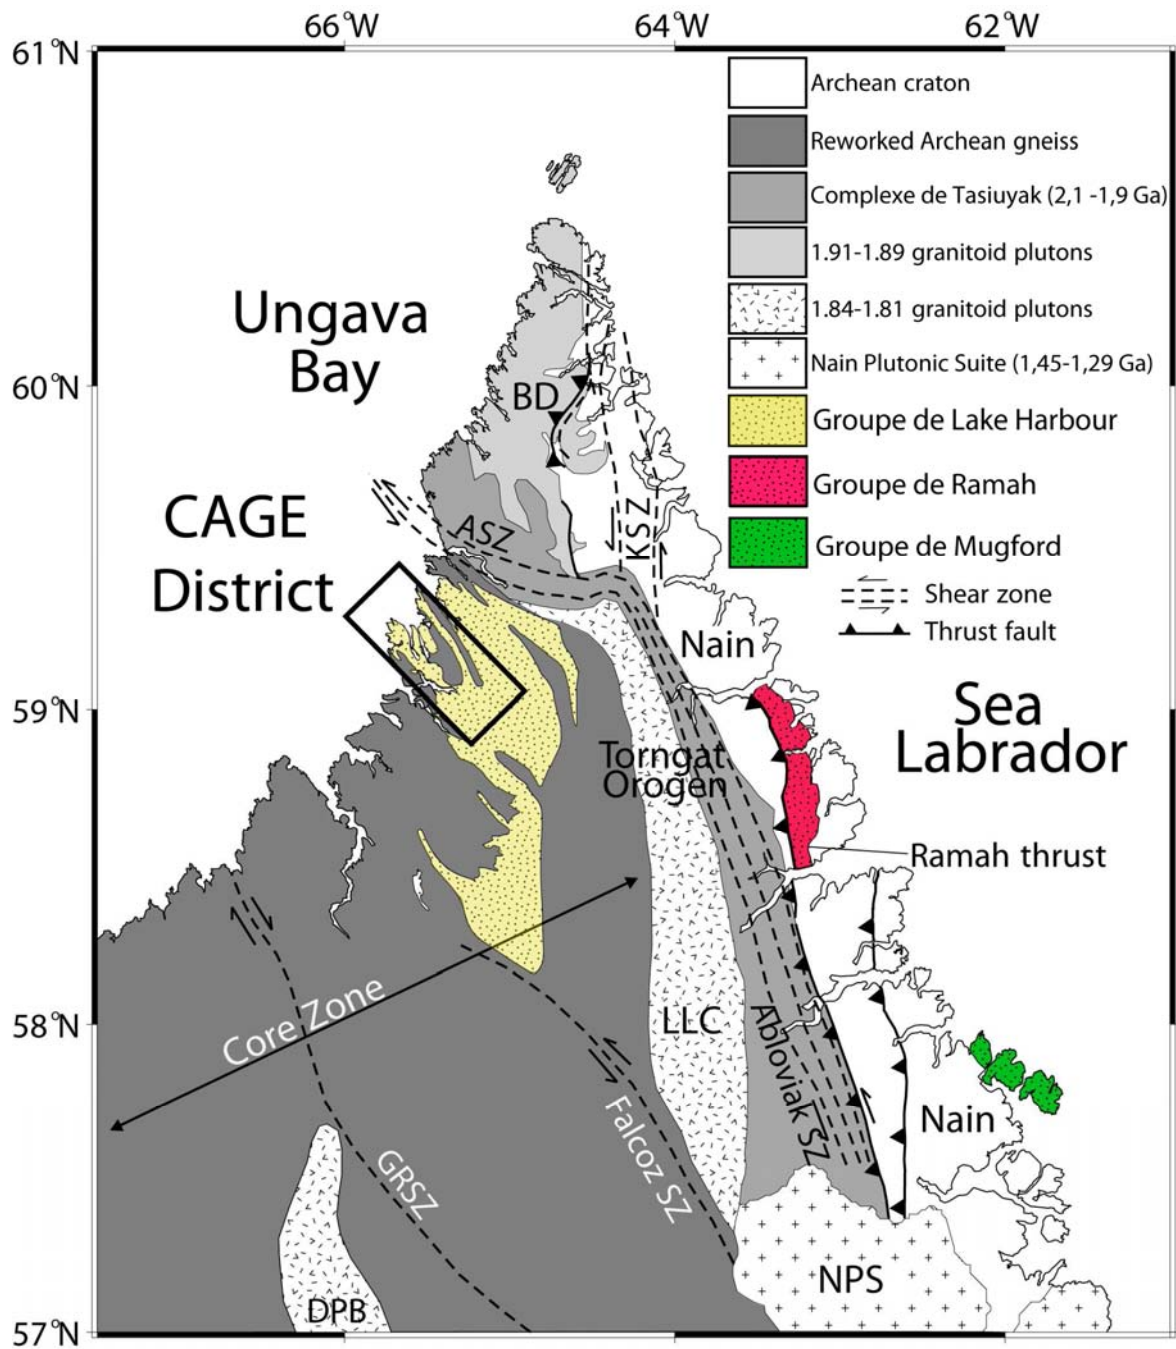 66°W
64°W
62°W
61°N
60°N
59°N
58°N
57°N
Archean craton
Reworked Archean gneiss
Complexe de Tasiuyak (2,1 -1,9 Ga)
1.91-1.89 granitoid plutons
1.84-1.81 granitoid plutons
Nain Plutonic Suite (1,45-1,29 Ga)
Groupe de Lake Harbour
Groupe de Ramah
Groupe de Mugford
Shear zone
Thrust fault
Ungava
Bay
BD
CAGE
District
ASZ
KSZ
Nain
Sea
Labrador
Torngat
Orogen
Ramah thrust
Core Zone
LLC
Abloviak SZ
Falcoz SZ
GRSZ
Nain
NPS
DPB